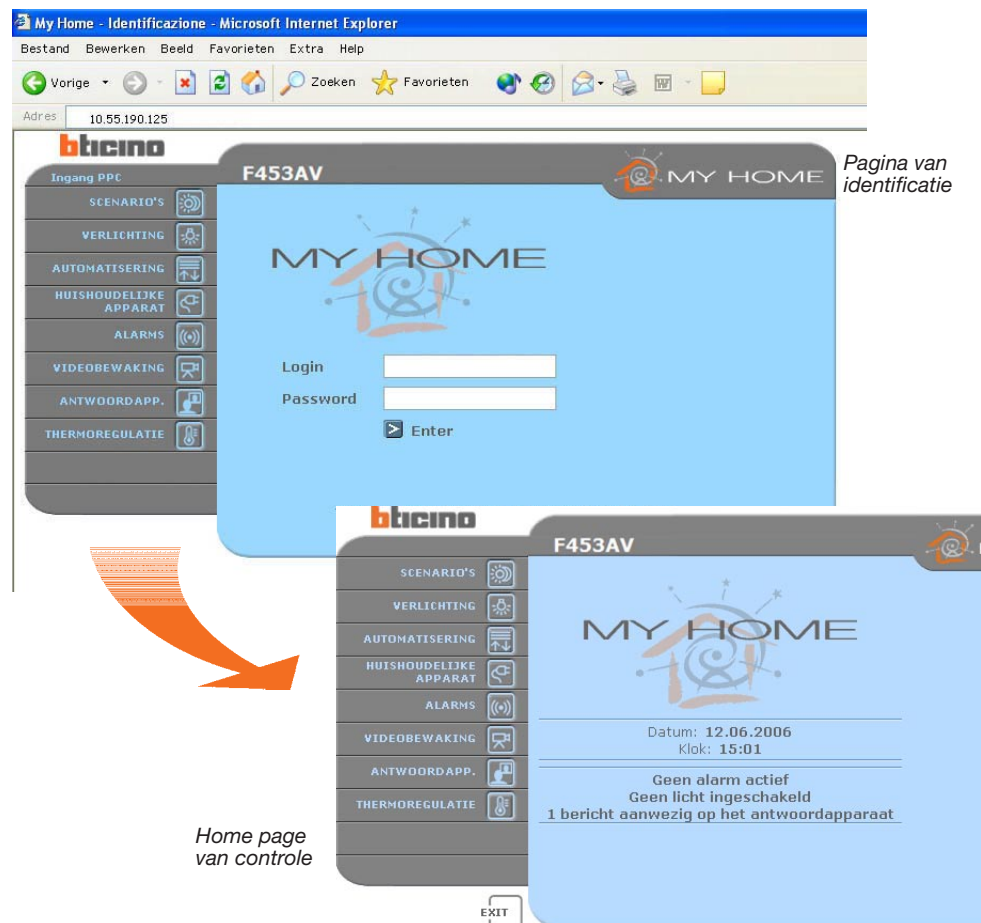 My Home - Identificazione - Microsoft Internet Explorer
Bestand Bewerken Beeld Favorieten Extra Help
Vorige Zoeken Favorieten
Adres 10.55.190.125
bticino
Ingang PPC
F453AV
MY HOME
Pagina van
identificatie
SCENARIO'S
VERLICHTING
AUTOMATISERING
HUISHOUDELIJKE
APPARAT
ALARMS
VIDEOBEWAKING
ANTWOORDAPP.
THERMOREGULATIE
MY HOME
Login
Password
Enter
bticino
F453AV
SCENARIO'S
VERLICHTING
AUTOMATISERING
HUISHOUDELIJKE
APPARAT
ALARMS
VIDEOBEWAKING
ANTWOORDAPP.
THERMOREGULATIE
MY HOME
Datum: 12.06.2006
Klok: 15:01
Geen alarm actief
Geen licht ingeschakeld
1 bericht aanwezig op het antwoordapparaat
Home page
van controle
EXIT